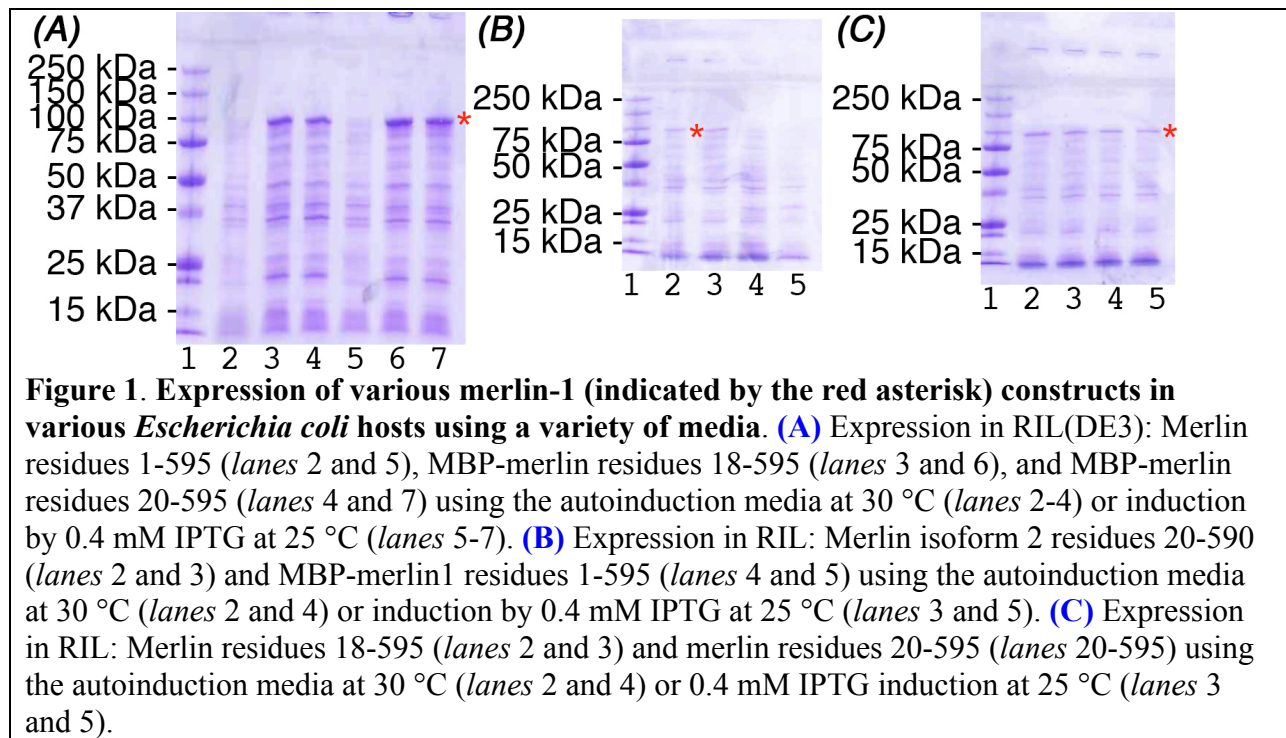 (A)
250 kDa -
150 kDa -
100 kDa -
75 kDa -
50 kDa -
37 kDa -
25 kDa -
15 kDa -
*
1 2 3 4 5 6 7
(B)
250 kDa -
75 kDa -
50 kDa -
25 kDa -
15 kDa -
*
1 2 3 4 5
(C)
250 kDa -
75 kDa -
50 kDa -
25 kDa -
15 kDa -
*
1 2 3 4 5
Figure 1. Expression of various merlin-1 (indicated by the red asterisk) constructs in
various Escherichia coli hosts using a variety of media. (A) Expression in RIL(DE3): Merlin
residues 1-595 (lanes 2 and 5), MBP-merlin residues 18-595 (lanes 3 and 6), and MBP-merlin
residues 20-595 (lanes 4 and 7) using the autoinduction media at 30 °C (lanes 2-4) or induction
by 0.4 mM IPTG at 25 °C (lanes 5-7). (B) Expression in RIL: Merlin isoform 2 residues 20-590
(lanes 2 and 3) and MBP-merlin1 residues 1-595 (lanes 4 and 5) using the autoinduction media
at 30 °C (lanes 2 and 4) or induction by 0.4 mM IPTG at 25 °C (lanes 3 and 5). (C) Expression
in RIL: Merlin residues 18-595 (lanes 2 and 3) and merlin residues 20-595 (lanes 20-595) using
the autoinduction media at 30 °C (lanes 2 and 4) or 0.4 mM IPTG induction at 25 °C (lanes 3
and 5).